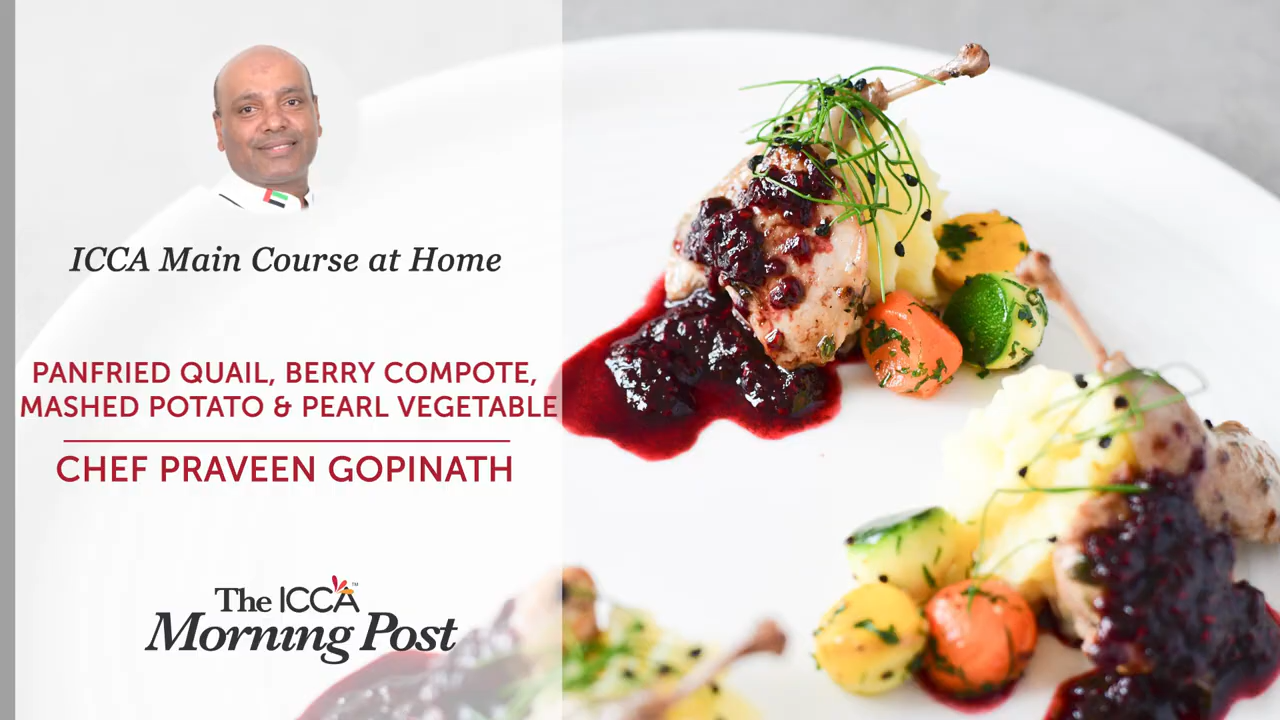 ICCA Main Course at Home
PANFRIED QUAIL, BERRY COMPOTE,
MASHED POTATO & PEARL VEGETABLE
CHEF PRAVEEN GOPINATH
The ICCA™
Morning Post